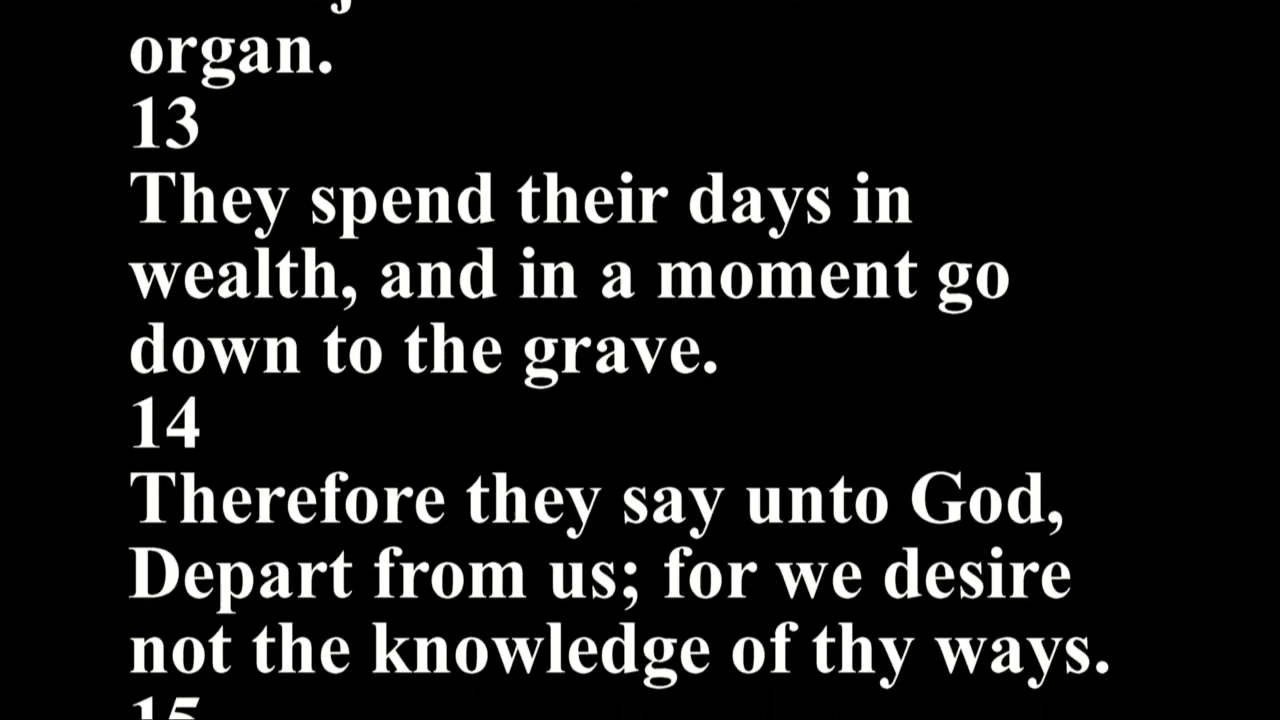 organ.
13
They spend their days in
wealth, and in a moment go
down to the grave.
14
Therefore they say unto God,
Depart from us; for we desire
not the knowledge of thy ways.
15